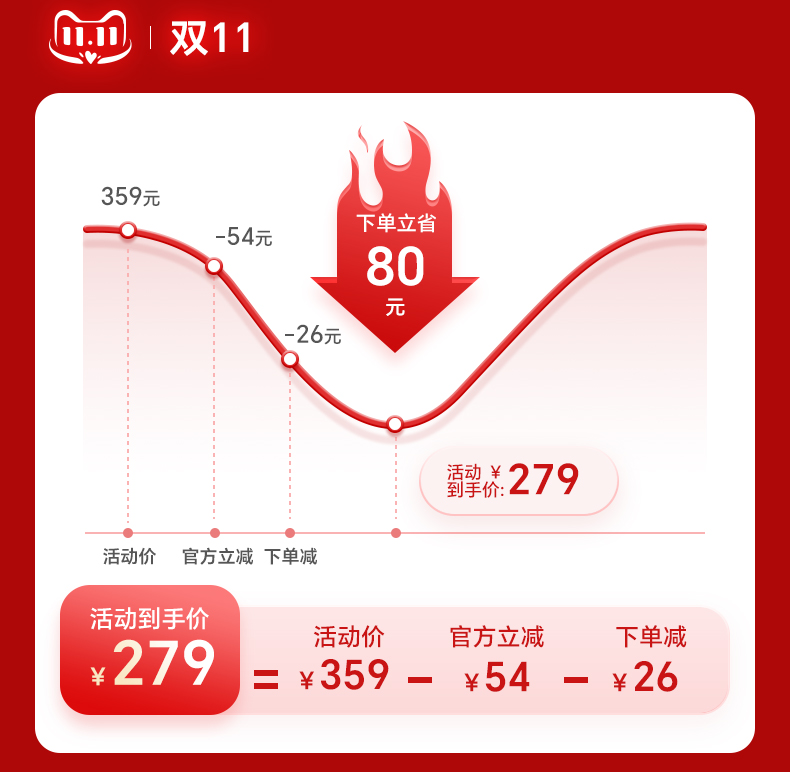 11.11
双11
359元
-54元
-26元
下单立省
80
元
活动
到手价:
¥279
活动价
官方立减
下单减
活动到手价
¥279
=
活动价
¥359
-
官方立减
¥54
-
下单减
¥26